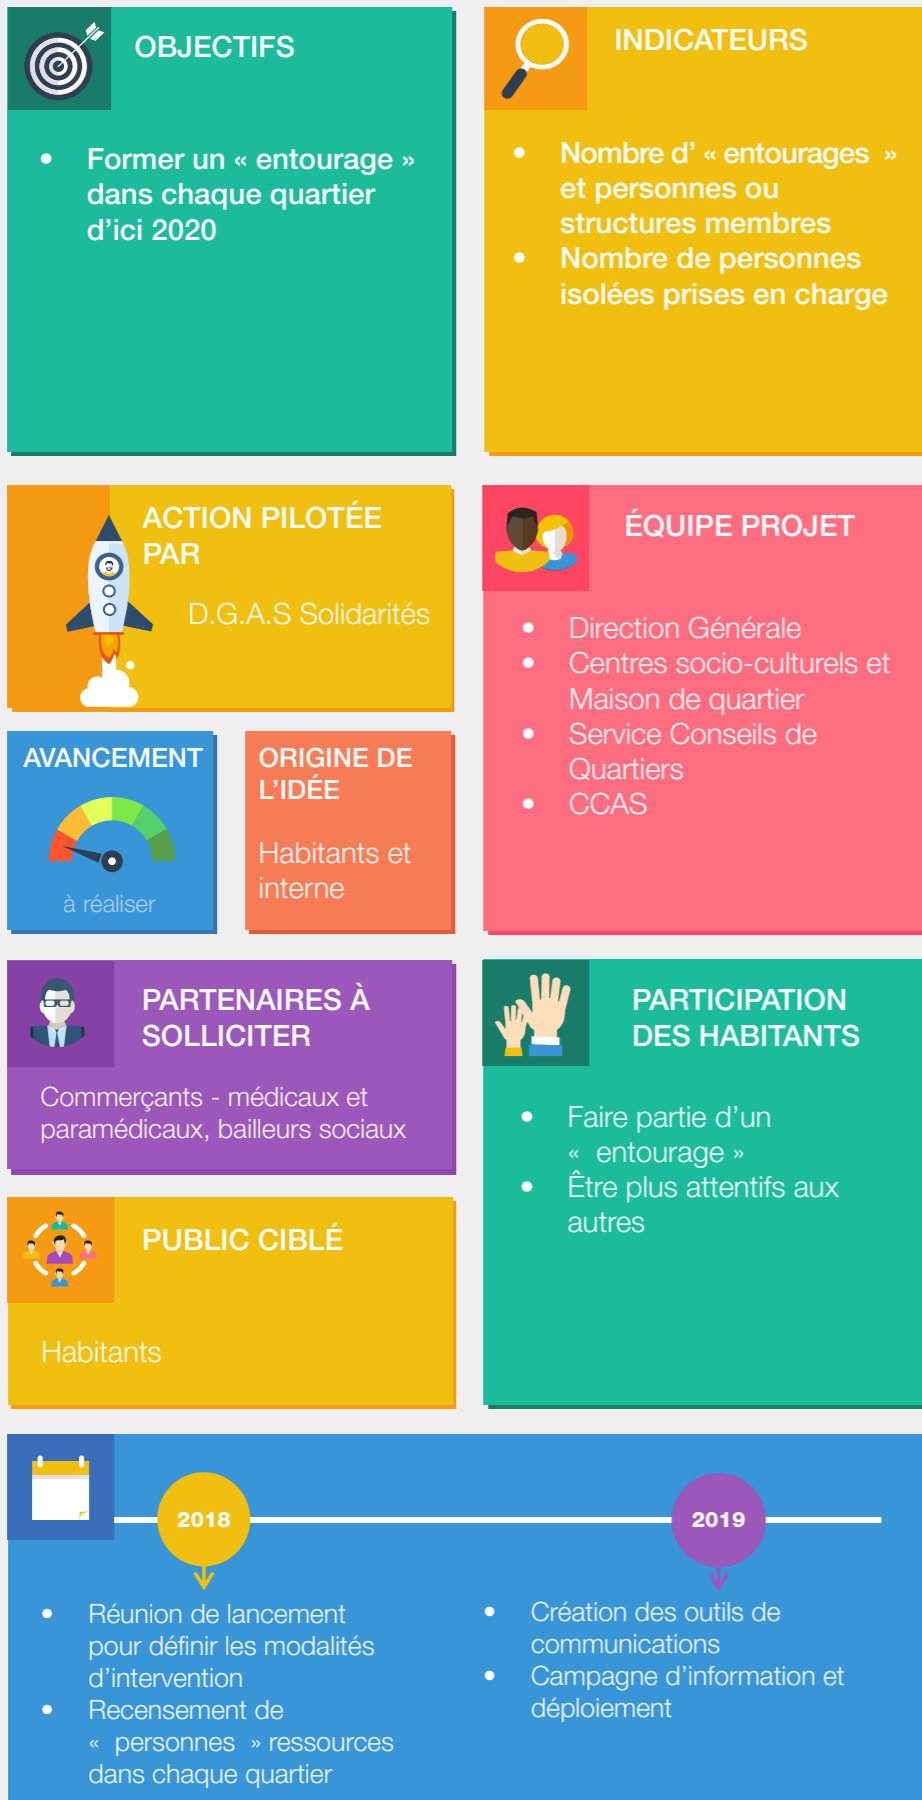 OBJECTIFS
• Former un « entourage »
dans chaque quartier
d’ici 2020
INDICATEURS
• Nombre d’ « entourages »
et personnes ou
structures membres
• Nombre de personnes
isolées prises en charge
ACTION PILOTÉE
PAR
D.G.A.S Solidarités
ÉQUIPE PROJET
• Direction Générale
• Centres socio-culturels et
Maison de quartier
• Service Conseils de
Quartiers
• CCAS
AVANCEMENT
à réaliser
ORIGINE DE
L’IDÉE
Habitants et
interne
PARTENAIRES À
SOLLICITER
Commerçants - médicaux et
paramédicaux, bailleurs sociaux
PARTICIPATION
DES HABITANTS
• Faire partie d’un
« entourage »
• Être plus attentifs aux
autres
PUBLIC CIBLÉ
Habitants
2018
• Réunion de lancement
pour définir les modalités
d’intervention
• Recensement de
« personnes » ressources
dans chaque quartier
2019
• Création des outils de
communications
• Campagne d’information et
déploiement